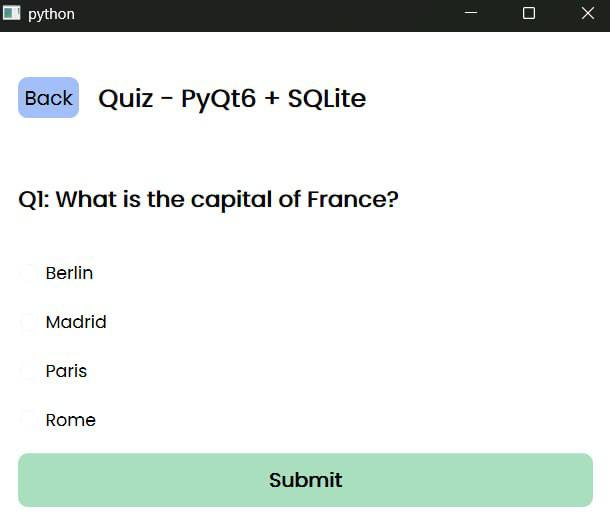 python
Back Quiz - PyQt6 + SQLite
Q1: What is the capital of France?
Berlin
Madrid
Paris
Rome
Submit